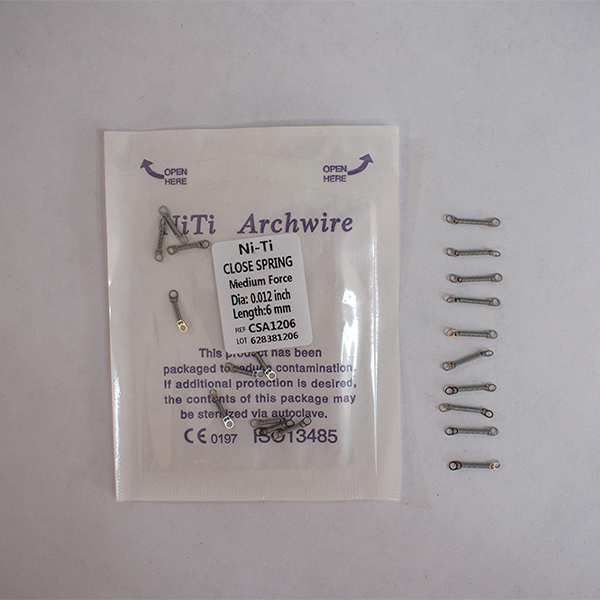 OPEN
HERE
OPEN
HERE
NiTi Archwire
Ni-Ti
CLOSE SPRING
Medium Force
Dia: 0.012 inch
Length:6 mm
REF CSA1206
LOT 628381206
This product has been
packaged to reduce contamination.
If additional protection is desired,
the contents of this package may
be sterilized via autoclave.
CE 0197 ISO13485